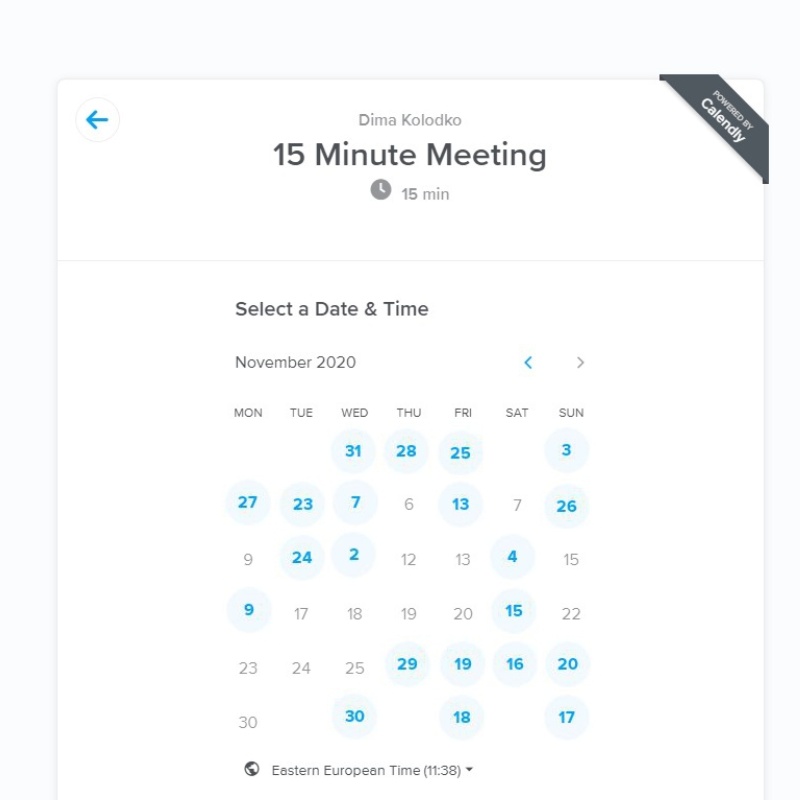 POWERED BY
Calendly
Dima Kolodko
15 Minute Meeting
15 min
Select a Date & Time
November 2020
MON TUE WED THU FRI SAT SUN
31 28 25 3
27 23 7 6 13 7 26
9 24 2 12 13 4 15
9 17 18 19 20 15 22
23 24 25 29 19 16 20
30 30 18 17
Eastern European Time (11:38)